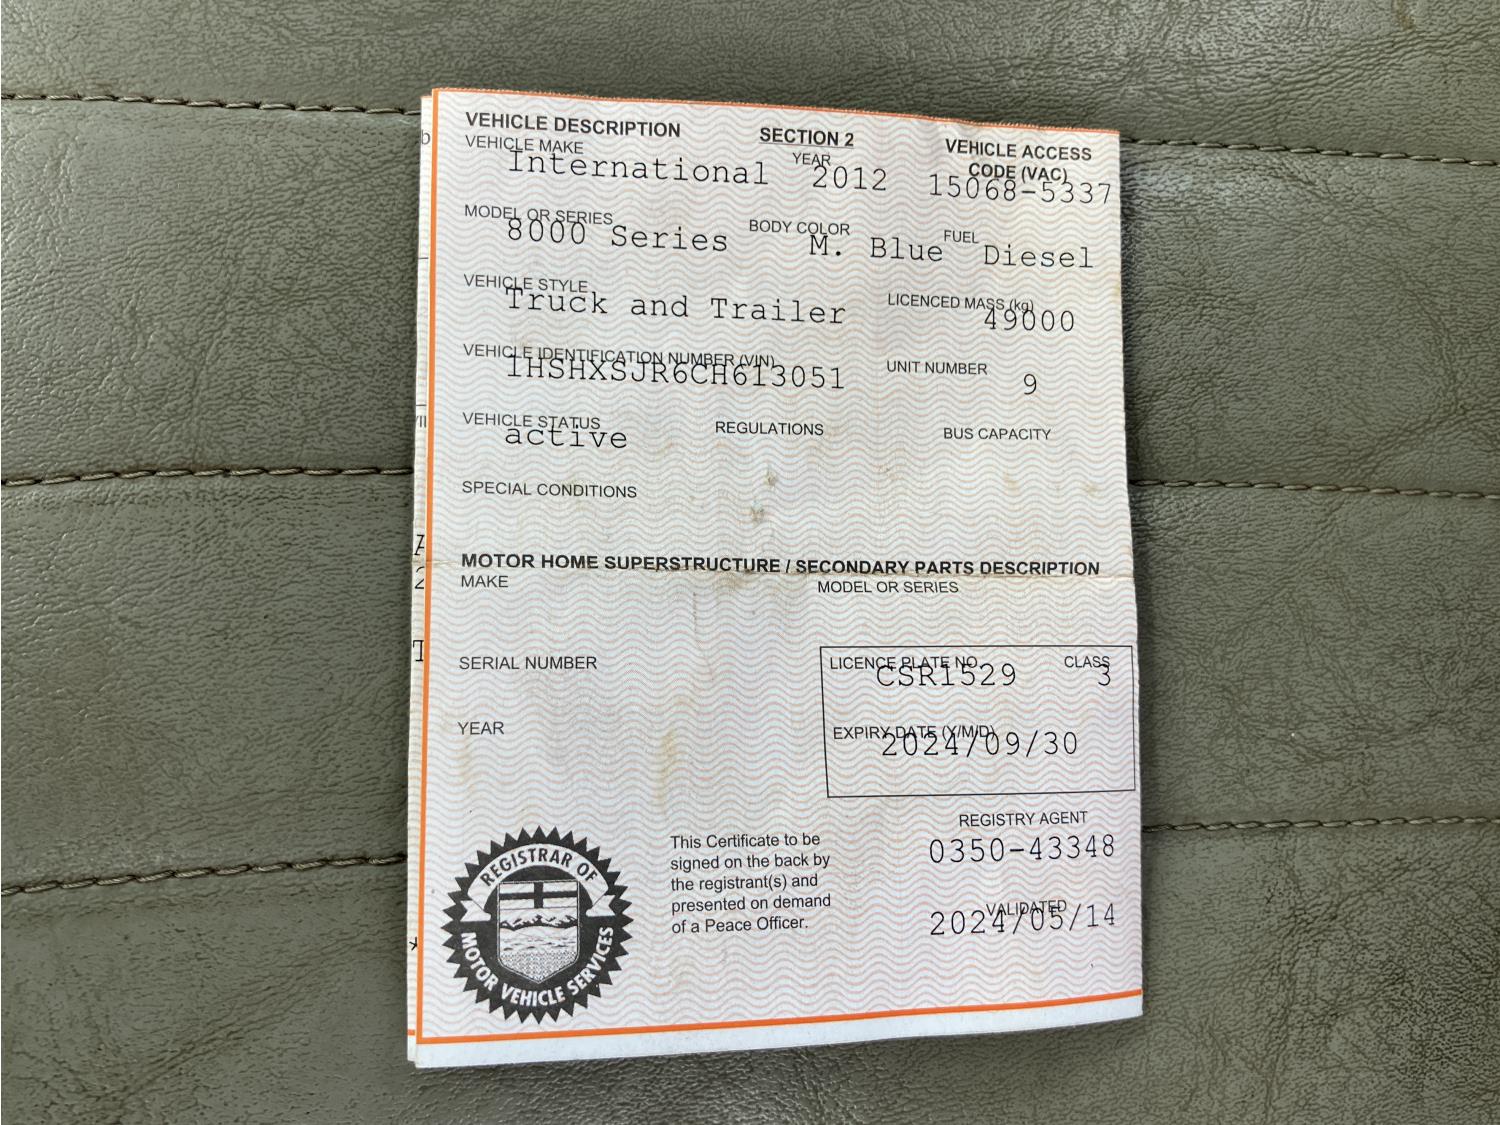 VEHICLE DESCRIPTION SECTION 2 VEHICLE ACCESS CODE (VAC)
VEHICLE MAKE YEAR
International 2012 15068-5337
MODEL OR SERIES BODY COLOR FUEL
8000 Series M. Blue Diesel
VEHICLE STYLE LICENCED MASS (kg)
Truck and Trailer 49000
VEHICLE IDENTIFICATION NUMBER (VIN) UNIT NUMBER
1HSHXSJR6CH613051 9
VEHICLE STATUS REGULATIONS BUS CAPACITY
active
SPECIAL CONDITIONS
MOTOR HOME SUPERSTRUCTURE / SECONDARY PARTS DESCRIPTION
MAKE MODEL OR SERIES
SERIAL NUMBER
YEAR
LICENCE PLATE NO. CLASS
CSR1529 3
EXPIRY DATE (Y/M/D)
2024/09/30
REGISTRAR OF
MOTOR VEHICLE SERVICES
This Certificate to be
signed on the back by
the registrant(s) and
presented on demand
of a Peace Officer.
REGISTRY AGENT
0350-43348
VALIDATED
2024/05/14